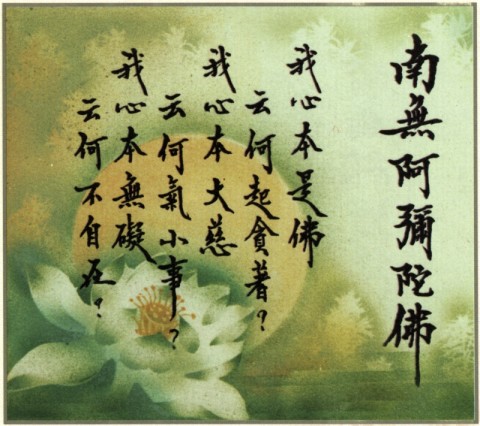 南無阿彌陀佛
我心本是佛
云何起貪著？
我心本大慈
云何氣小事？
我心本無礙
云何不自在？